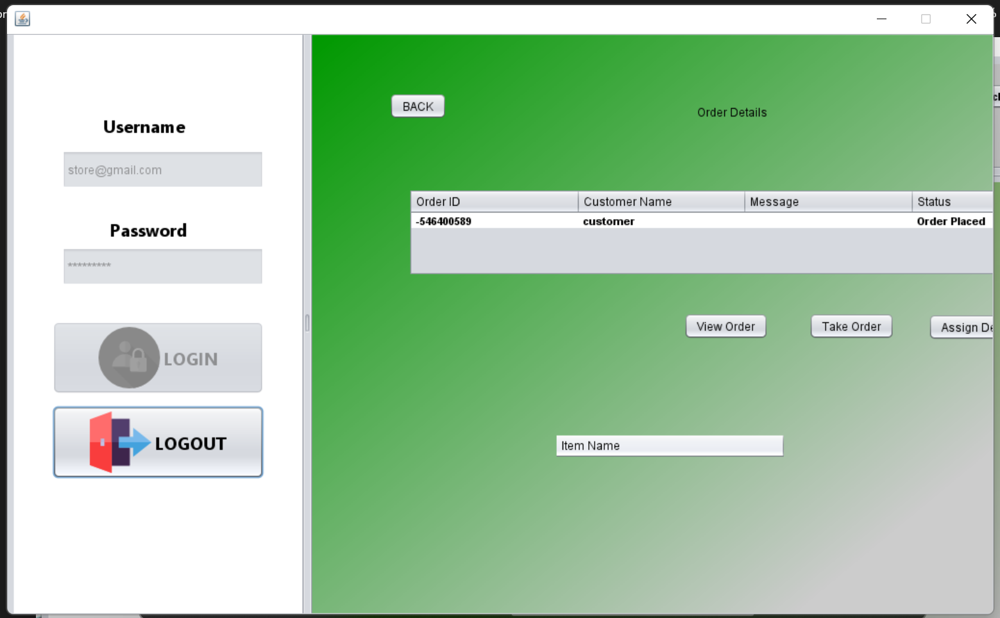 Username
store@gmail.com
Password
*********
LOGIN
LOGOUT
BACK
Order Details
Order ID Customer Name Message Status
-546400589 customer Order Placed
View Order Take Order Assign De
Item Name